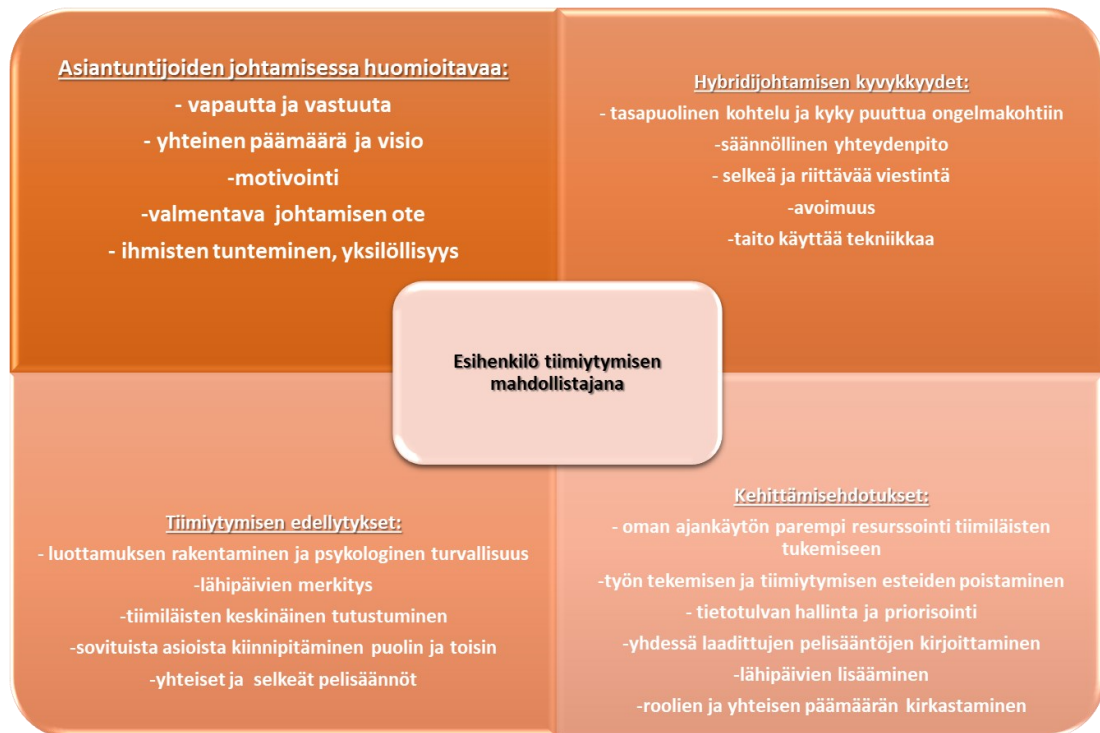 Asiantuntijoiden johtamisessa huomioitavaa:
- vapautta ja vastuuta
- yhteinen päämäärä ja visio
-motivointi
-valmentava johtamisen ote
- ihmisten tunteminen, yksilöllisyys
Hybridijohtamisen kyvykkyydet:
- tasapuolinen kohtelu ja kyky puuttua ongelmakohtiin
-säännöllinen yhteydenpito
- selkeä ja riittävää viestintä
-avoimuus
-taito käyttää tekniikkaa
Esihenkilö tiimiytymisen
mahdollistajana
Tiimiytymisen edellytykset:
- luottamuksen rakentaminen ja psykologinen turvallisuus
-lähipäivien merkitys
-tiimiläisten keskinäinen tutustuminen
-sovituista asioista kiinnipitäminen puolin ja toisin
-yhteiset ja selkeät pelisäännöt
Kehittämisehdotukset:
- oman ajankäytön parempi resurssointi tiimiläisten
tukemiseen
-työn tekemisen ja tiimiytymisen esteiden poistaminen
- tietotulvan hallinta ja priorisointi
-yhdessä laadittujen pelisääntöjen kirjoittaminen
-lähipäivien lisääminen
-roolien ja yhteisen päämäärän kirkastaminen